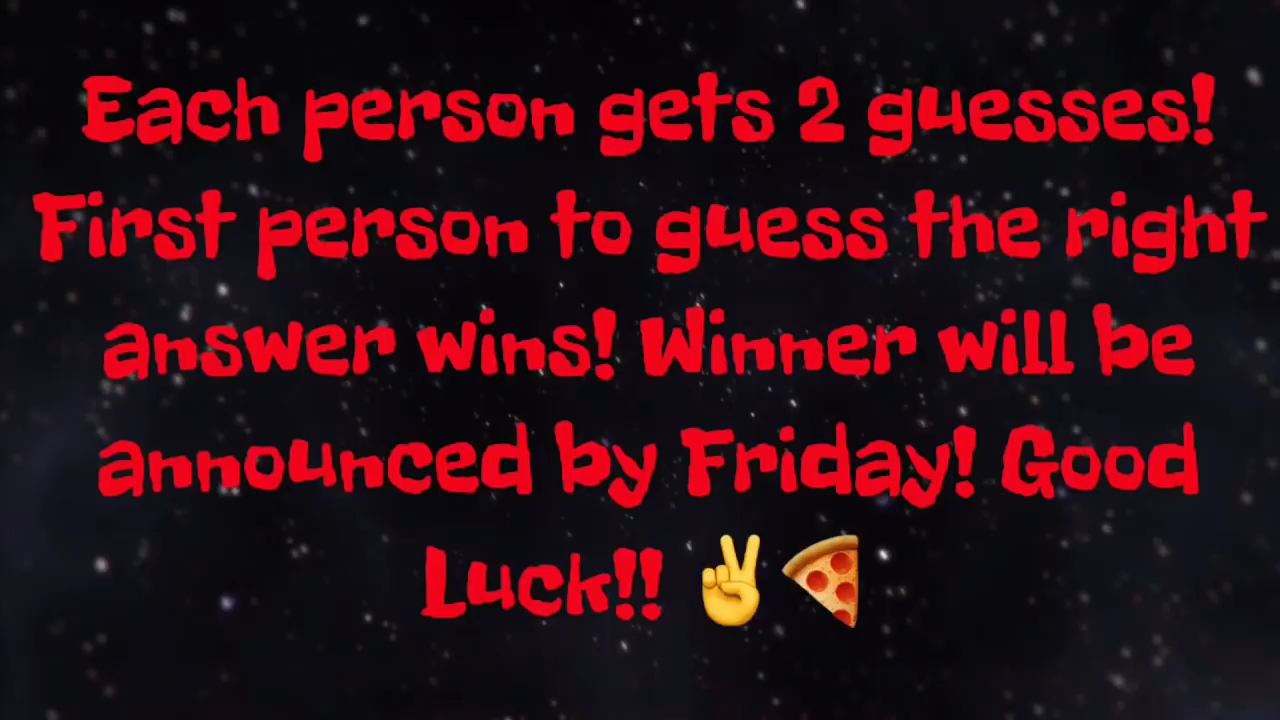 Each person gets 2 guesses!
First person to guess the right
answer wins! Winner will be
announced by Friday! Good
Luck!! ✌️🍕